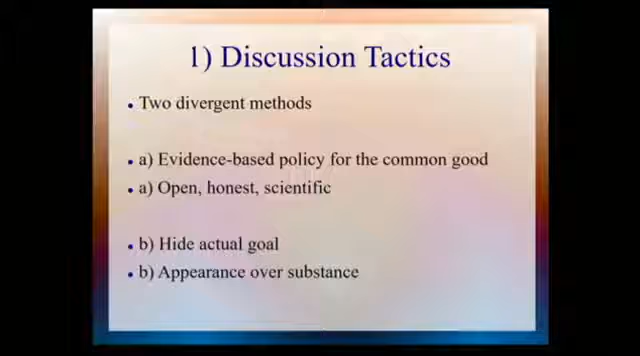 1) Discussion Tactics
• Two divergent methods
• a) Evidence-based policy for the common good
• a) Open, honest, scientific
• b) Hide actual goal
• b) Appearance over substance